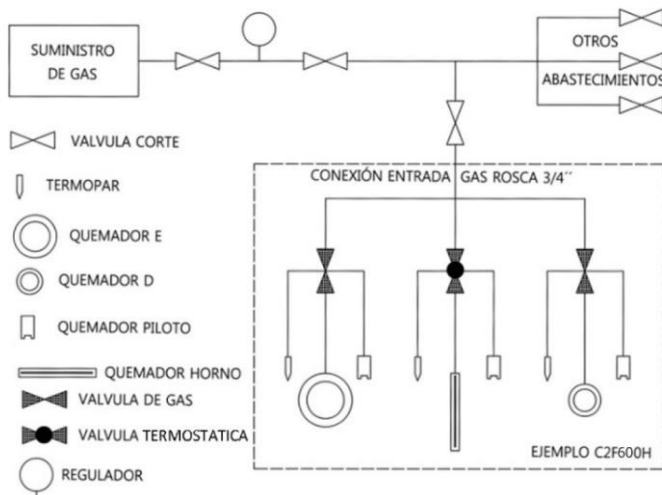 SUMINISTRO
DE GAS
OTROS
ABASTECIMIENTOS
VALVULA CORTE
TERMOPAR
QUEMADOR E
QUEMADOR D
QUEMADOR PILOTO
QUEMADOR HORNO
VALVULA DE GAS
VALVULA TERMOSTATICA
REGULADOR
CONEXIÓN ENTRADA GAS ROSCA 3/4´´
EJEMPLO C2F600H